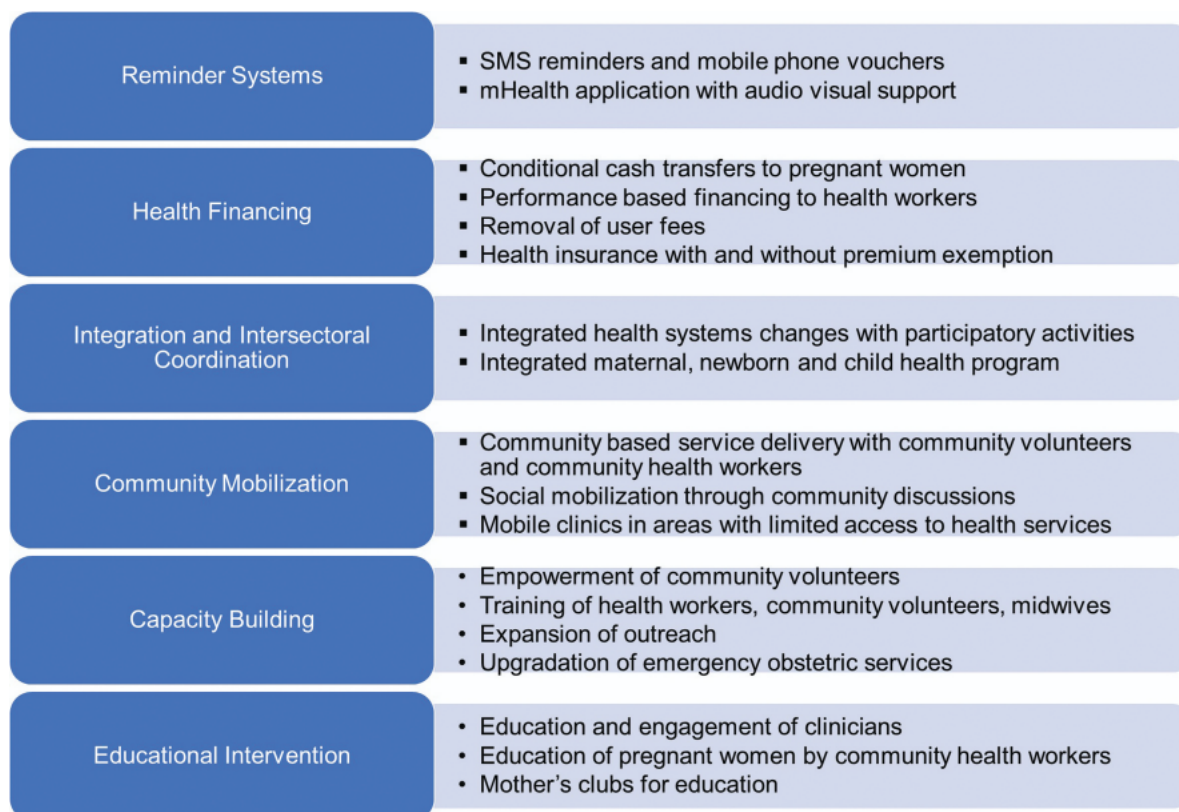 Reminder Systems
▪ SMS reminders and mobile phone vouchers
▪ mHealth application with audio visual support
Health Financing
▪ Conditional cash transfers to pregnant women
▪ Performance based financing to health workers
▪ Removal of user fees
▪ Health insurance with and without premium exemption
Integration and Intersectoral
Coordination
▪ Integrated health systems changes with participatory activities
▪ Integrated maternal, newborn and child health program
Community Mobilization
▪ Community based service delivery with community volunteers
and community health workers
▪ Social mobilization through community discussions
▪ Mobile clinics in areas with limited access to health services
Capacity Building
• Empowerment of community volunteers
• Training of health workers, community volunteers, midwives
• Expansion of outreach
• Upgradation of emergency obstetric services
Educational Intervention
• Education and engagement of clinicians
• Education of pregnant women by community health workers
• Mother's clubs for education